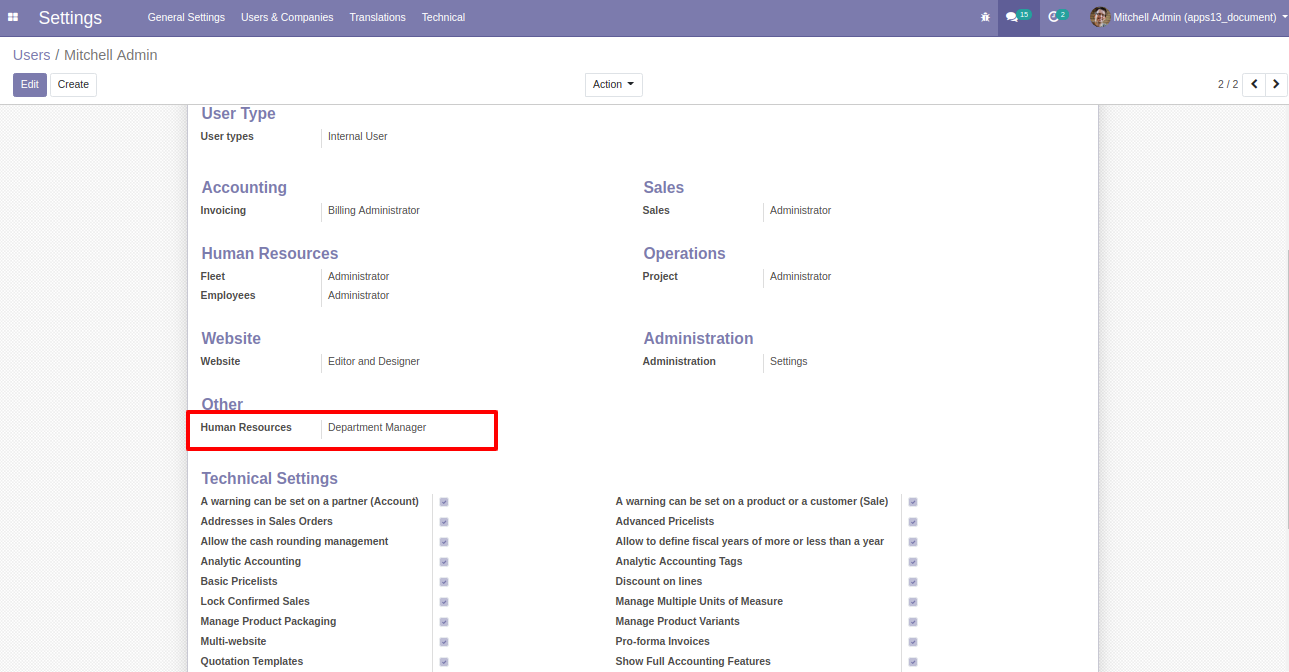 Settings General Settings Users & Companies Translations Technical 15 2 Mitchell Admin (apps13_document)
Users / Mitchell Admin
Edit Create Action 2 / 2
User Type
User types Internal User
Accounting Sales
Invoicing Billing Administrator Sales Administrator
Human Resources Operations
Fleet Administrator Project Administrator
Employees Administrator
Website Administration
Website Editor and Designer Administration Settings
Other
Human Resources Department Manager
Technical Settings
A warning can be set on a partner (Account) A warning can be set on a product or a customer (Sale)
Addresses in Sales Orders Advanced Pricelists
Allow the cash rounding management Allow to define fiscal years of more or less than a year
Analytic Accounting Analytic Accounting Tags
Basic Pricelists Discount on lines
Lock Confirmed Sales Manage Multiple Units of Measure
Manage Product Packaging Manage Product Variants
Multi-website Pro-forma Invoices
Quotation Templates Show Full Accounting Features